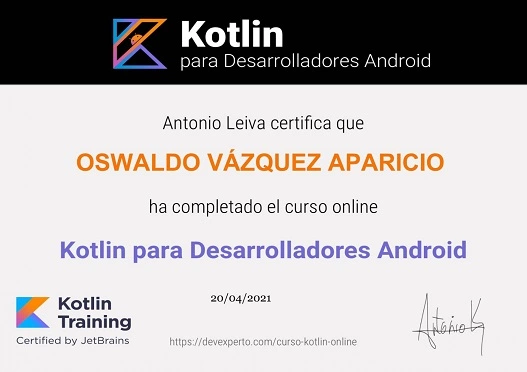 Kotlin
para Desarrolladores Android
Antonio Leiva certifica que
OSWALDO VÁZQUEZ APARICIO
ha completado el curso online
Kotlin para Desarrolladores Android
20/04/2021
Kotlin
Training
Certified by JetBrains
https://devexperto.com/curso-kotlin-online
Antonio